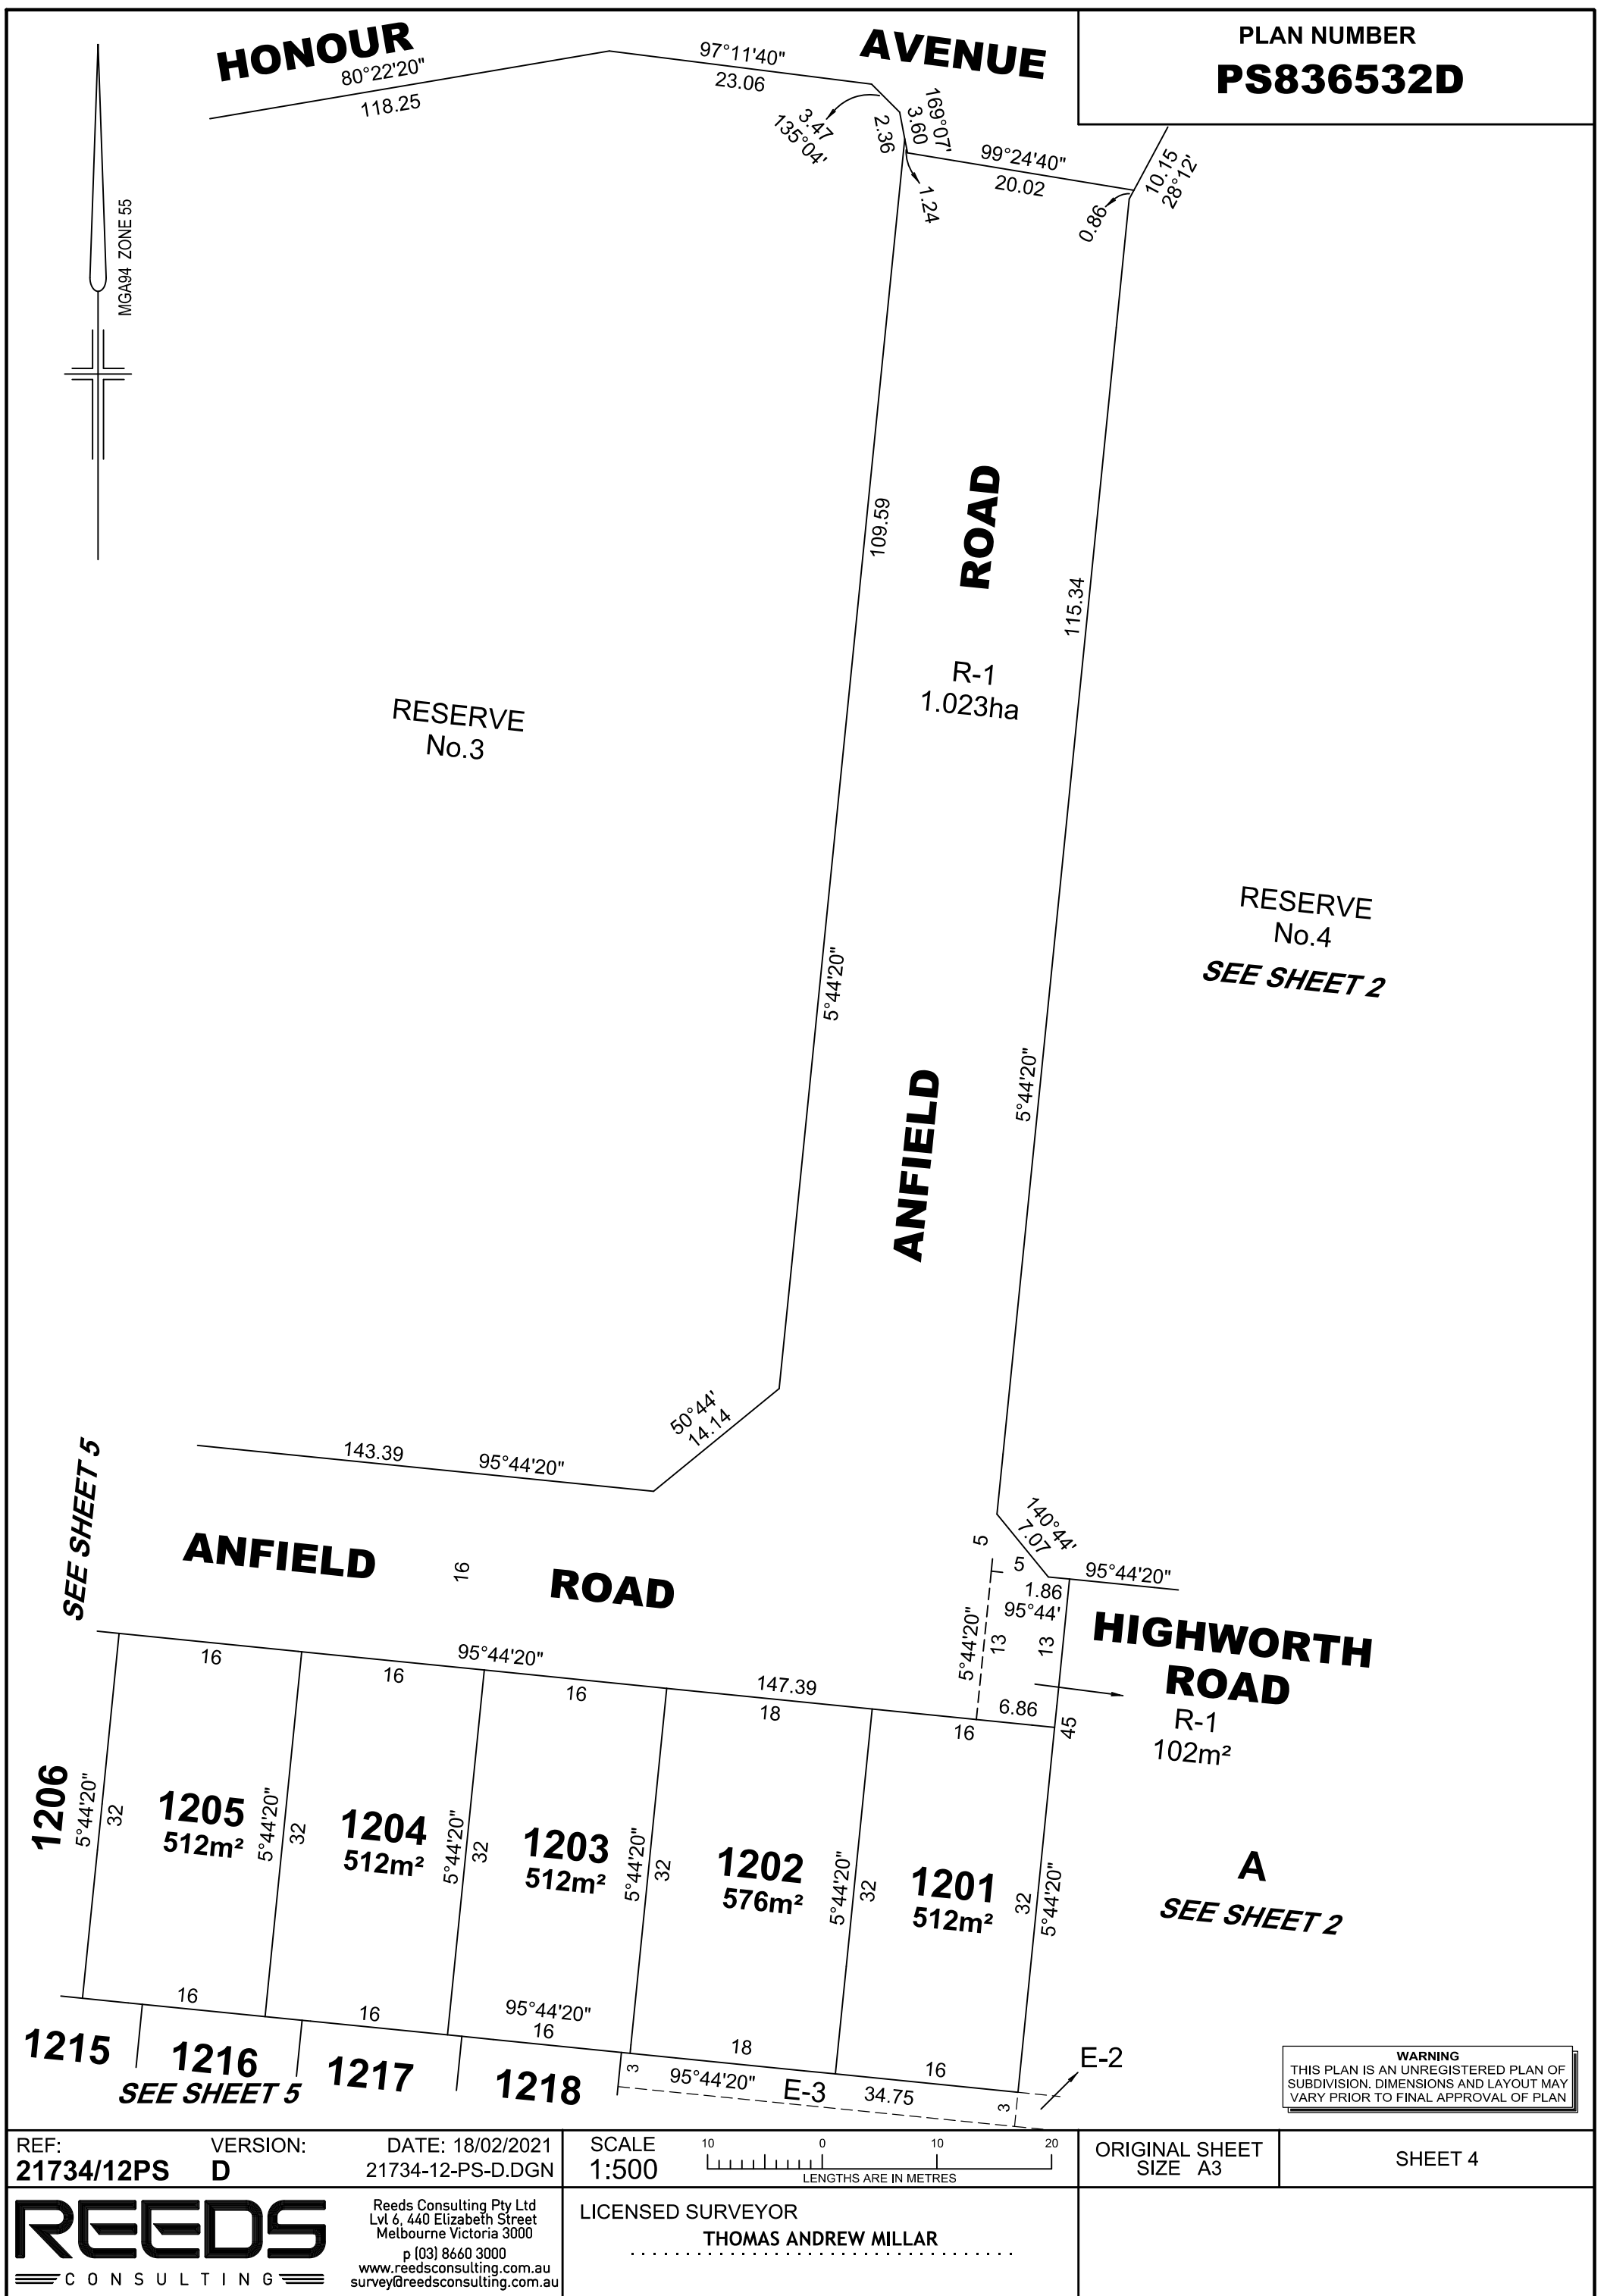 HONOUR
AVENUE
PLAN NUMBER
PS836532D
80°22'20"
118.25
97°11'40"
23.06
3.47
135°04'
2.36
169°07'
3.60
1.24
99°24'40"
20.02
10.15
28°12'
0.86
MGA94 ZONE 55
109.59
ROAD
115.34
R-1
1.023ha
RESERVE
No.3
RESERVE
No.4
SEE SHEET 2
5°44'20"
5°44'20"
ANFIELD
50°44'
14.14
143.39
95°44'20"
SEE SHEET 5
ANFIELD
16
ROAD
140°44'
7.07
5
5
95°44'20"
1.86
95°44'
5°44'20"
13
13
HIGHWORTH
ROAD
R-1
102m²
6.86
45
95°44'20"
147.39
16
16
16
18
16
1206
5°44'20"
32
1205
512m²
5°44'20"
32
1204
512m²
5°44'20"
32
1203
512m²
5°44'20"
32
1202
576m²
5°44'20"
32
1201
512m²
32
5°44'20"
A
SEE SHEET 2
16
16
95°44'20"
16
18
16
1215
1216
1217
1218
SEE SHEET 5
3
95°44'20"
E-3
34.75
3
E-2
WARNING
THIS PLAN IS AN UNREGISTERED PLAN OF
SUBDIVISION. DIMENSIONS AND LAYOUT MAY
VARY PRIOR TO FINAL APPROVAL OF PLAN
REF:
21734/12PS
VERSION:
D
DATE: 18/02/2021
21734-12-PS-D.DGN
SCALE
1:500
10 0 10 20
LENGTHS ARE IN METRES
ORIGINAL SHEET
SIZE A3
SHEET 4
REEDS
CONSULTING
Reeds Consulting Pty Ltd
Lvl 6, 440 Elizabeth Street
Melbourne Victoria 3000
p (03) 8660 3000
www.reedsconsulting.com.au
survey@reedsconsulting.com.au
LICENSED SURVEYOR
THOMAS ANDREW MILLAR